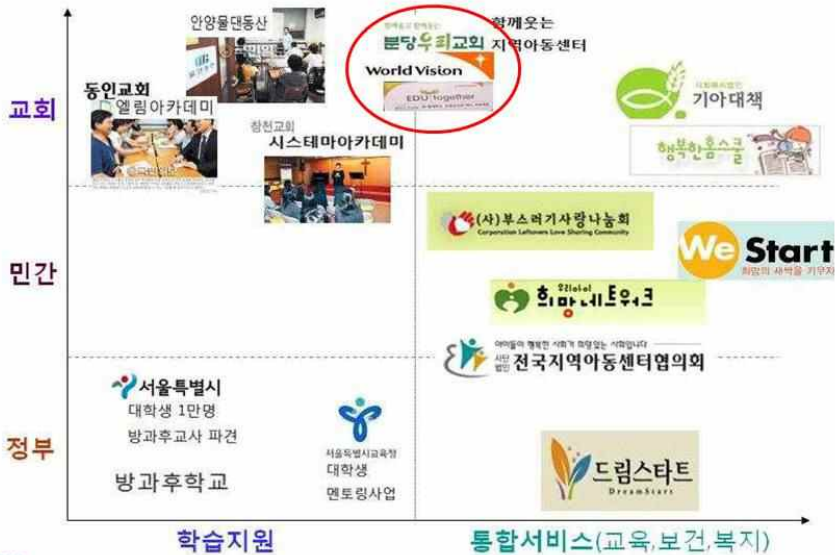 안양물댄동산
분당우리교회
함께웃는
지역아동센터
World Vision
EDU together
동인교회
엘림아카데미
기아대책
교회
참천교회
시스테마아카데미
행복한홈스쿨
(사)부스러기사랑나눔회
Corporation Leftovers Love Sharing Community
We Start
희망의 새싹을 키우자
민간
우리아이
희망네트워크
아이들이 행복한 사회가 희망있는 사회입니다
사단법인 전국지역아동센터협의회
서울특별시
대학생 1만명
방과후교사 파견
방과후학교
서울특별시교육청
대학생
멘토링사업
정부
드림스타트
DreamStart
학습지원
통합서비스(교육,보건,복지)